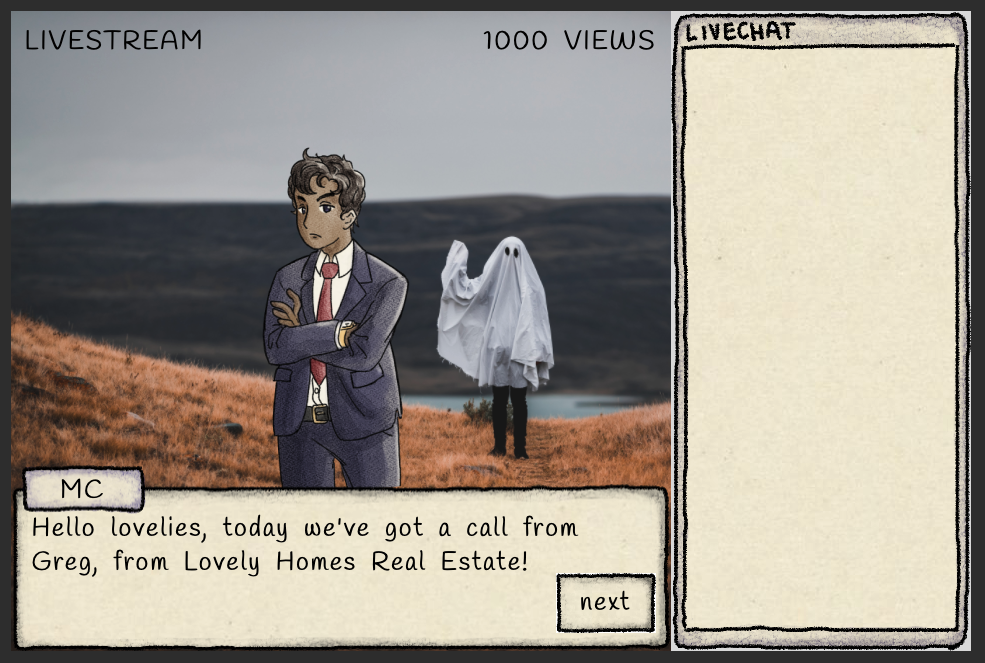 LIVESTREAM
1000 VIEWS
LIVECHAT
MC
Hello lovelies, today we've got a call from
Greg, from Lovely Homes Real Estate!
next